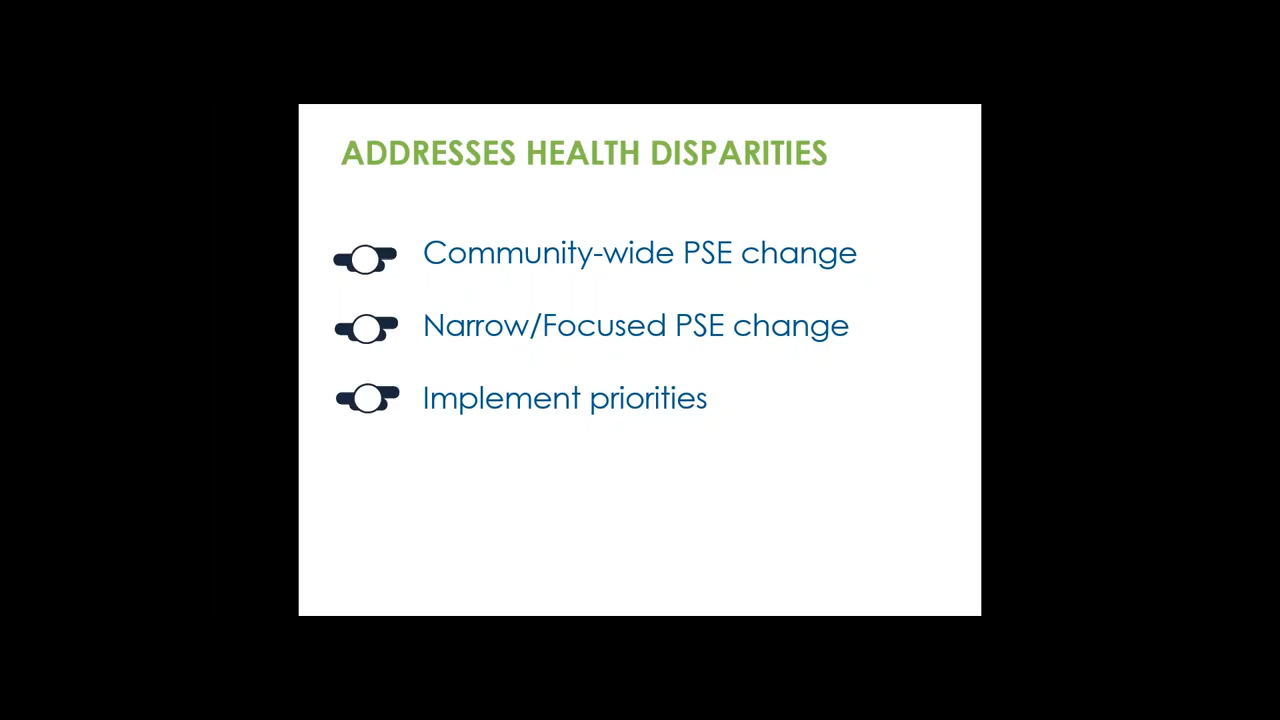 ADDRESSES HEALTH DISPARITIES
Community-wide PSE change
Narrow/Focused PSE change
Implement priorities